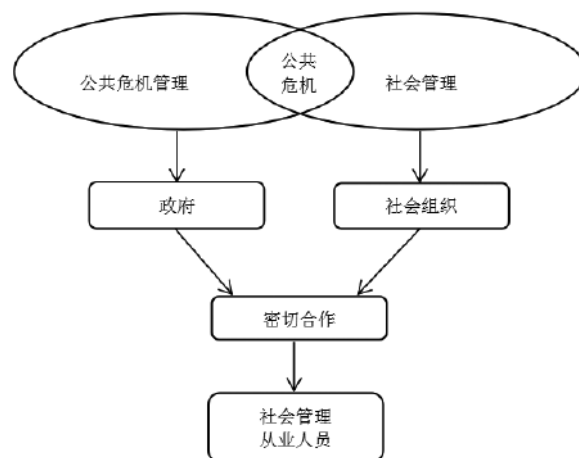 公共
危机
公共危机管理
社会管理
政府
社会组织
密切合作
社会管理
从业人员